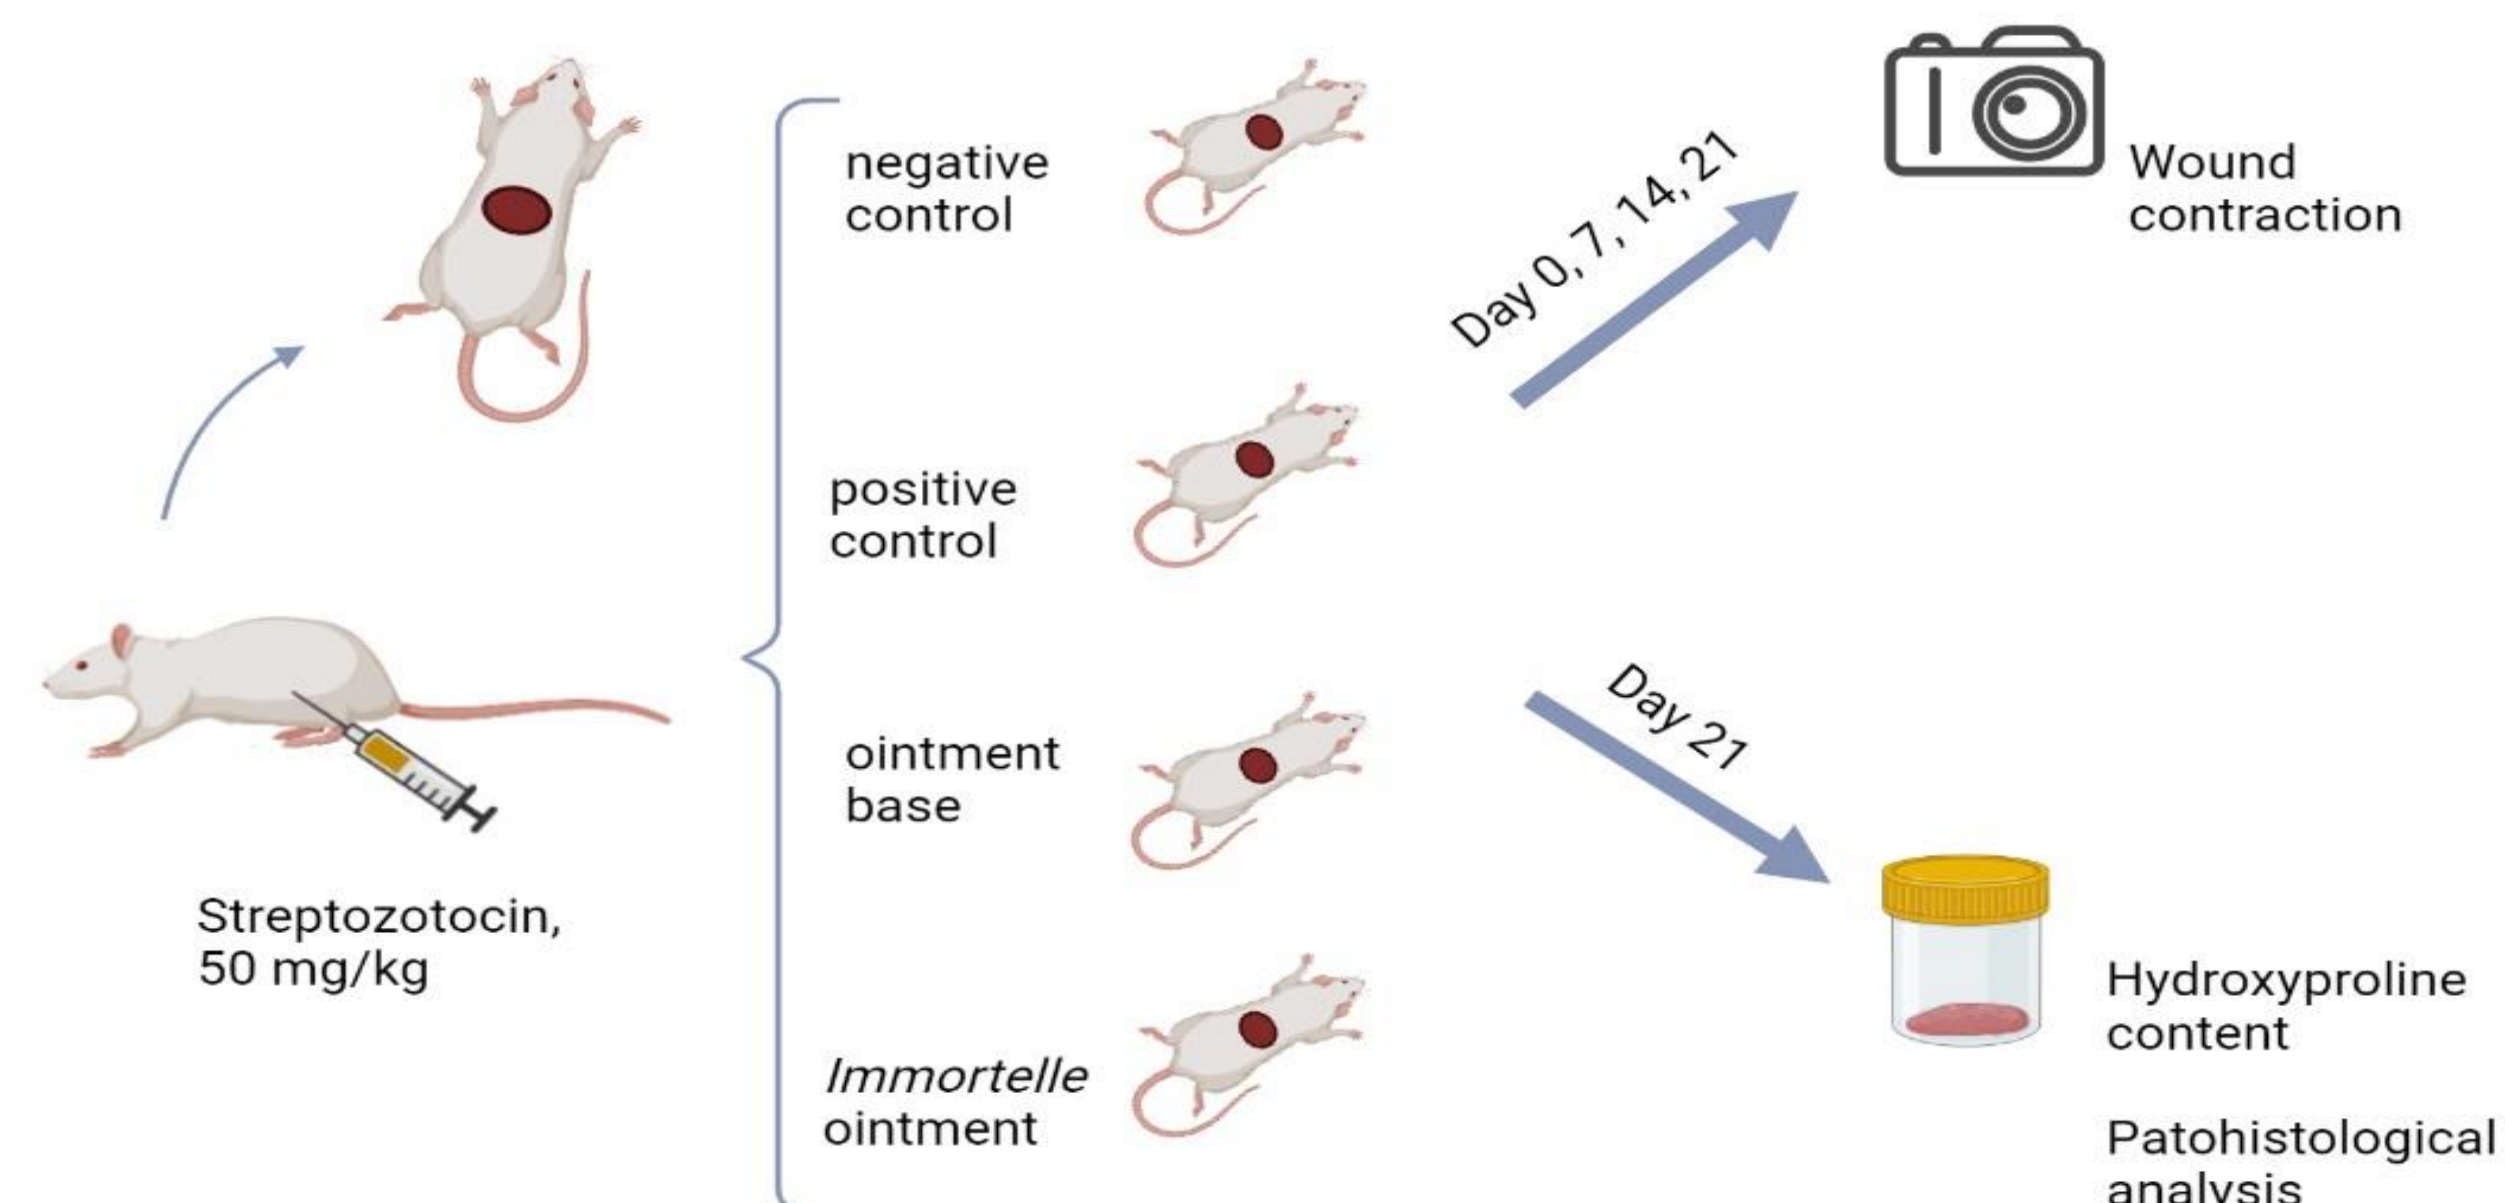 negative
control
Day 0, 7, 14, 21
Wound
contraction
positive
control
Day 21
ointment
base
Streptozotocin,
50 mg/kg
Hydroxyproline
content
Immortelle
ointment
Patohistological
analysis